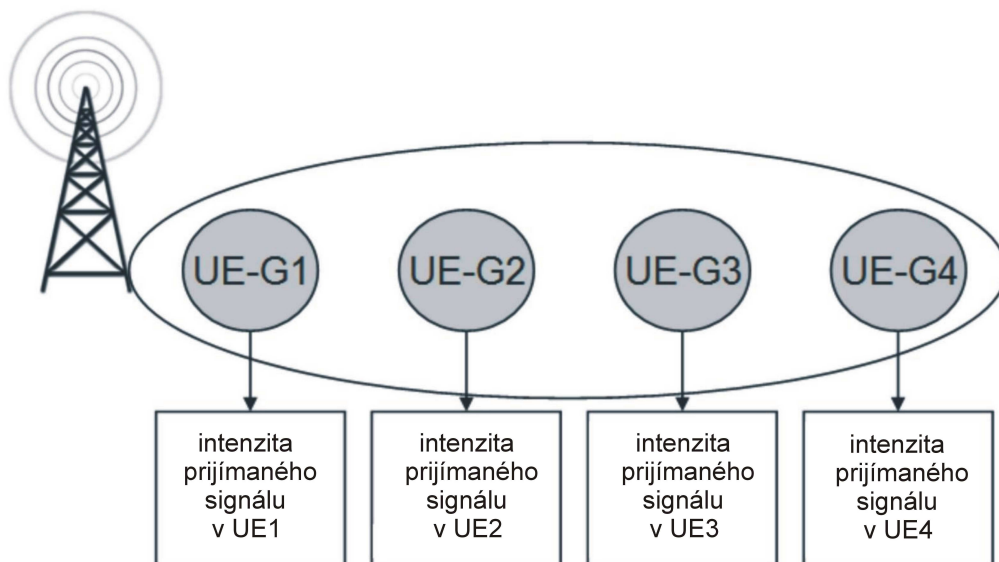 UE-G1
UE-G2
UE-G3
UE-G4
intenzita
prijímaného
signálu
v UE1
intenzita
prijímaného
signálu
v UE2
intenzita
prijímaného
signálu
v UE3
intenzita
prijímaného
signálu
v UE4